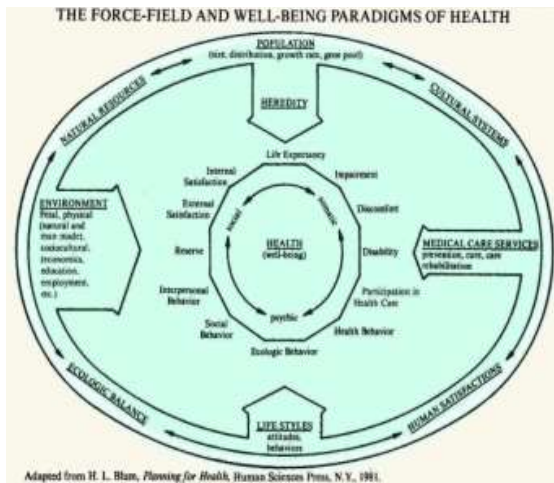 THE FORCE-FIELD AND WELL-BEING PARADIGMS OF HEALTH
POPULATION
(size, distribution, growth rate, gene pool)
HEREDITY
NATURAL RESOURCES
CULTURAL SYSTEMS
Life Expectancy
Internal
Satisfaction
Impairment
External
Satisfaction
Discomfort
social
somatic
ENVIRONMENT
Fetal, physical
(natural and
man made),
sociocultural,
(economics,
education,
employment,
etc.)
Reserve
HEALTH
(well-being)
Disability
MEDICAL CARE SERVICES
prevention, cure, care
rehabilitation
Interpersonal
Behavior
Participation in
Health Care
psychic
Social
Behavior
Health Behavior
Ecologic Behavior
ECOLOGIC BALANCE
HUMAN SATISFACTIONS
LIFE STYLES
attitudes,
behaviors
Adapted from H. L. Blum, Planning for Health, Human Sciences Press, N.Y., 1981.